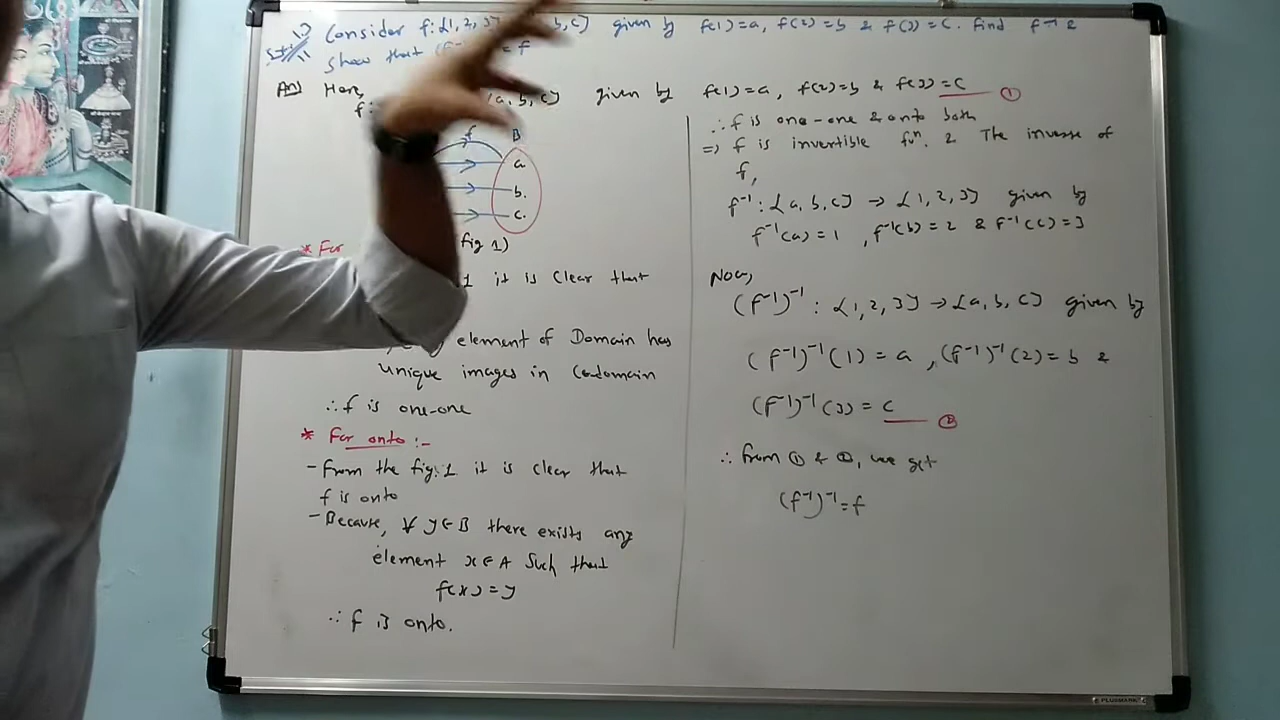 1) Consider f:{1,2,3} b,c} given by f(1)=a, f(2)=b & f(3)=c. Find f⁻¹ &
show that = f
Ans Here,
f: {a,b,c} given by f(1)=a, f(2)=b & f(3)=c ①
f B
a
b.
c.
fig 1)
* For
1 it is clear that
element of Domain has
unique images in Codomain
∴ f is one-one
* For onto :-
- From the fig:1 it is clear that
f is onto
- Because, ∀ y∈B there exists any
element x∈A such that
f(x)=y
∴ f is onto.
∴ f is one-one & onto both
=> f is invertible fuⁿ. & The inverse of
f,
f⁻¹: {a,b,c} → {1,2,3} given by
f⁻¹(a)=1, f⁻¹(b)=2 & f⁻¹(c)=3
Now,
(f⁻¹)⁻¹ : {1,2,3} → {a,b,c} given by
(f⁻¹)⁻¹(1) = a, (f⁻¹)⁻¹(2)=b &
(f⁻¹)⁻¹(3) = c ②
∴ From ① & ②, we get
(f⁻¹)⁻¹=f
PLUSMARK